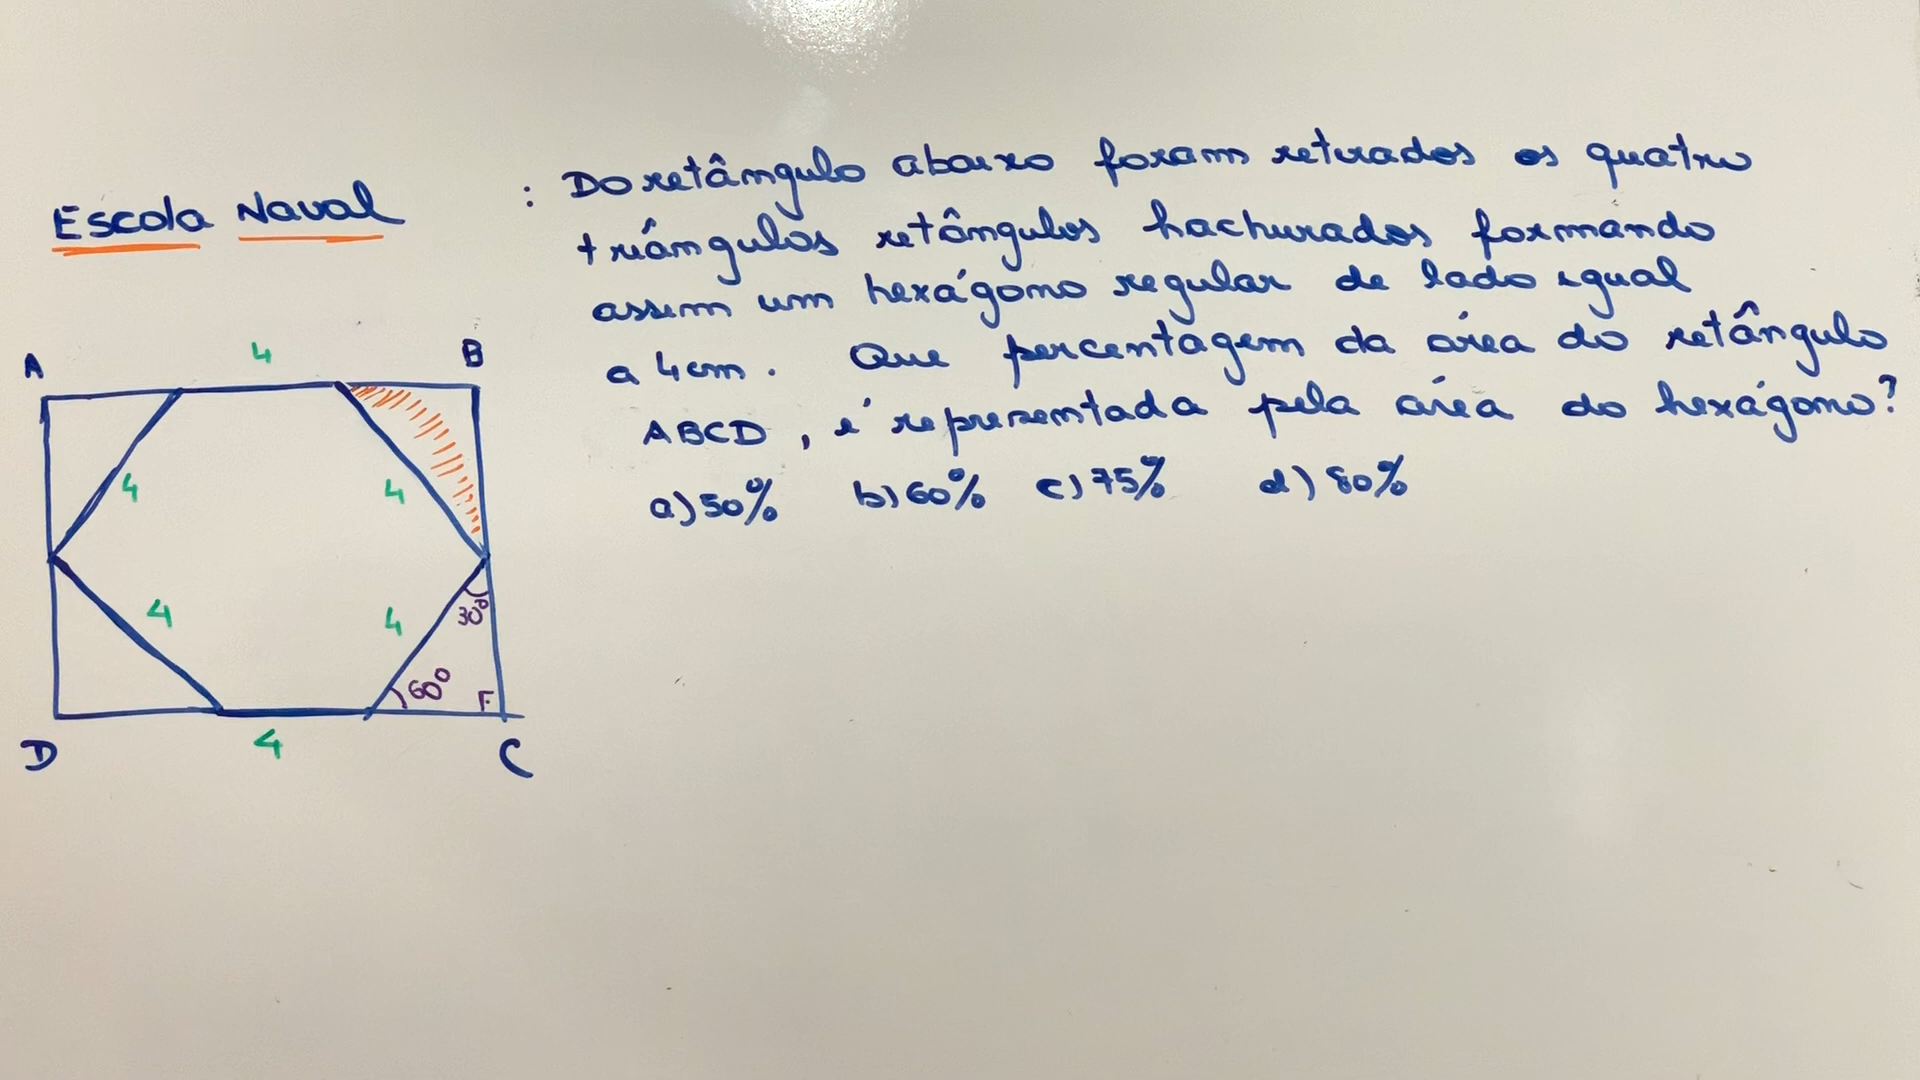 Escola Naval : Do retângulo abaixo foram retirados os quatro
triângulos retângulos hachurados formando
assim um hexágono regular de lado igual
a 4cm. Que percentagem da área do retângulo
ABCD, é representada pela área do hexágono?
a) 50% b) 60% c) 75% d) 80%
A 4 B
4 4
4 4 30°
60°
D 4 C